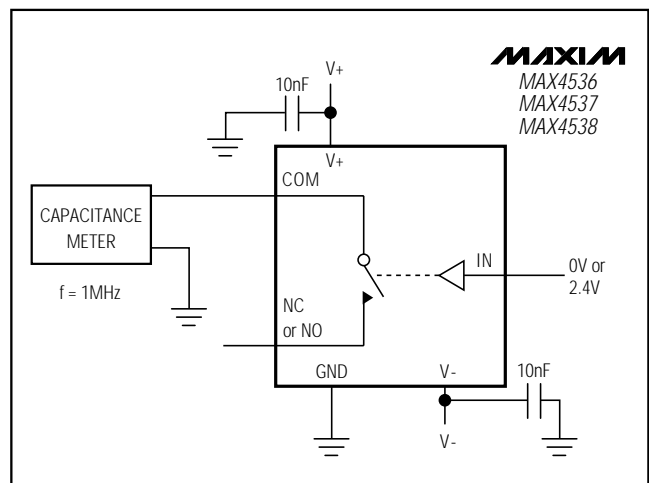 MAXIM
MAX4536
MAX4537
MAX4538
V+
10nF
V+
COM
CAPACITANCE
METER
f = 1MHz
IN
0V or
2.4V
NC
or NO
GND
V-
10nF
V-